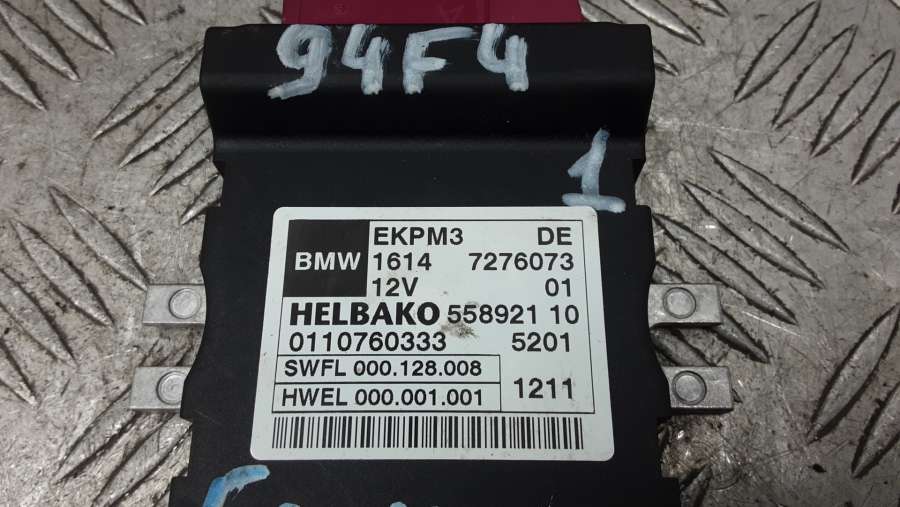 94F4
1
EKPM3 DE
BMW 1614 7276073
12V 01
HELBAKO 558921 10
0110760333 5201
SWFL 000.128.008
HWEL 000.001.001 1211